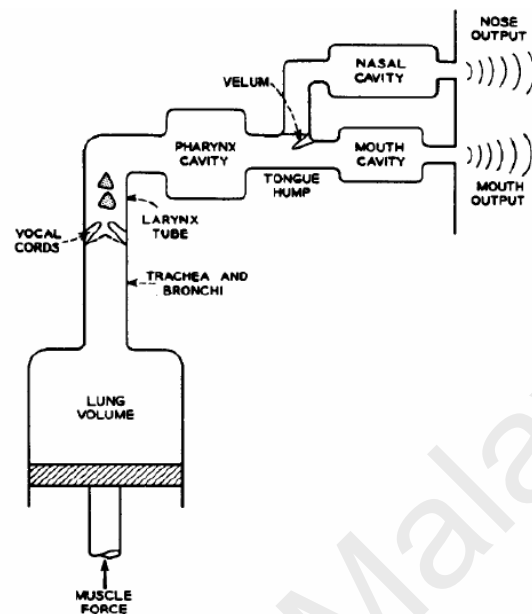 NOSE
OUTPUT
NASAL
CAVITY
VELUM
PHARYNX
CAVITY
MOUTH
CAVITY
TONGUE
HUMP
MOUTH
OUTPUT
LARYNX
TUBE
VOCAL
CORDS
TRACHEA AND
BRONCHI
LUNG
VOLUME
MUSCLE
FORCE